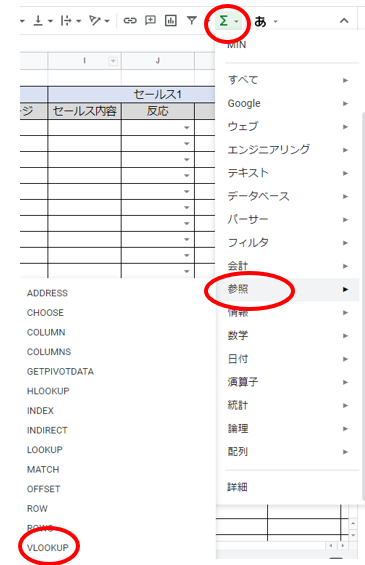 Σ
あ
MIN
I
J
セールス1
ジ
セールス内容
反応
すべて
Google
ウェブ
エンジニアリング
テキスト
データベース
パーサー
フィルタ
会計
参照
情報
数学
日付
演算子
統計
論理
配列
詳細
ADDRESS
CHOOSE
COLUMN
COLUMNS
GETPIVOTDATA
HLOOKUP
INDEX
INDIRECT
LOOKUP
MATCH
OFFSET
ROW
ROWS
VLOOKUP